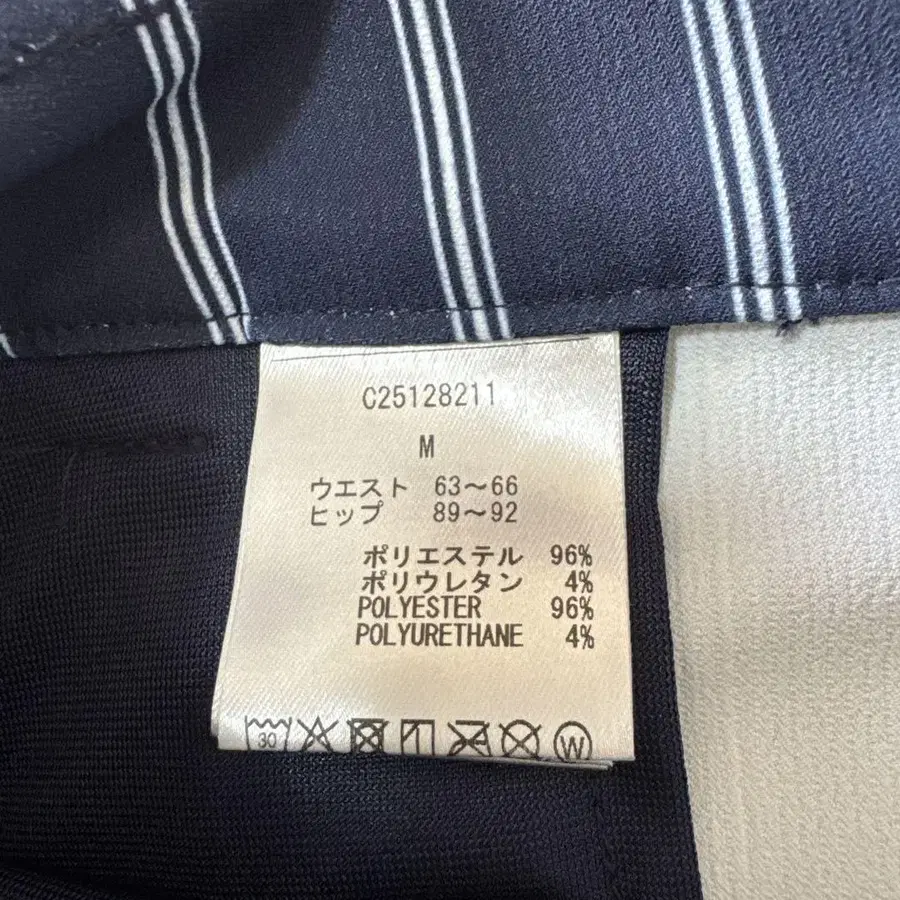 C25128211
M
ウエスト 63～66
ヒップ 89～92
ポリエステル 96%
ポリウレタン 4%
POLYESTER 96%
POLYURETHANE 4%
30 W